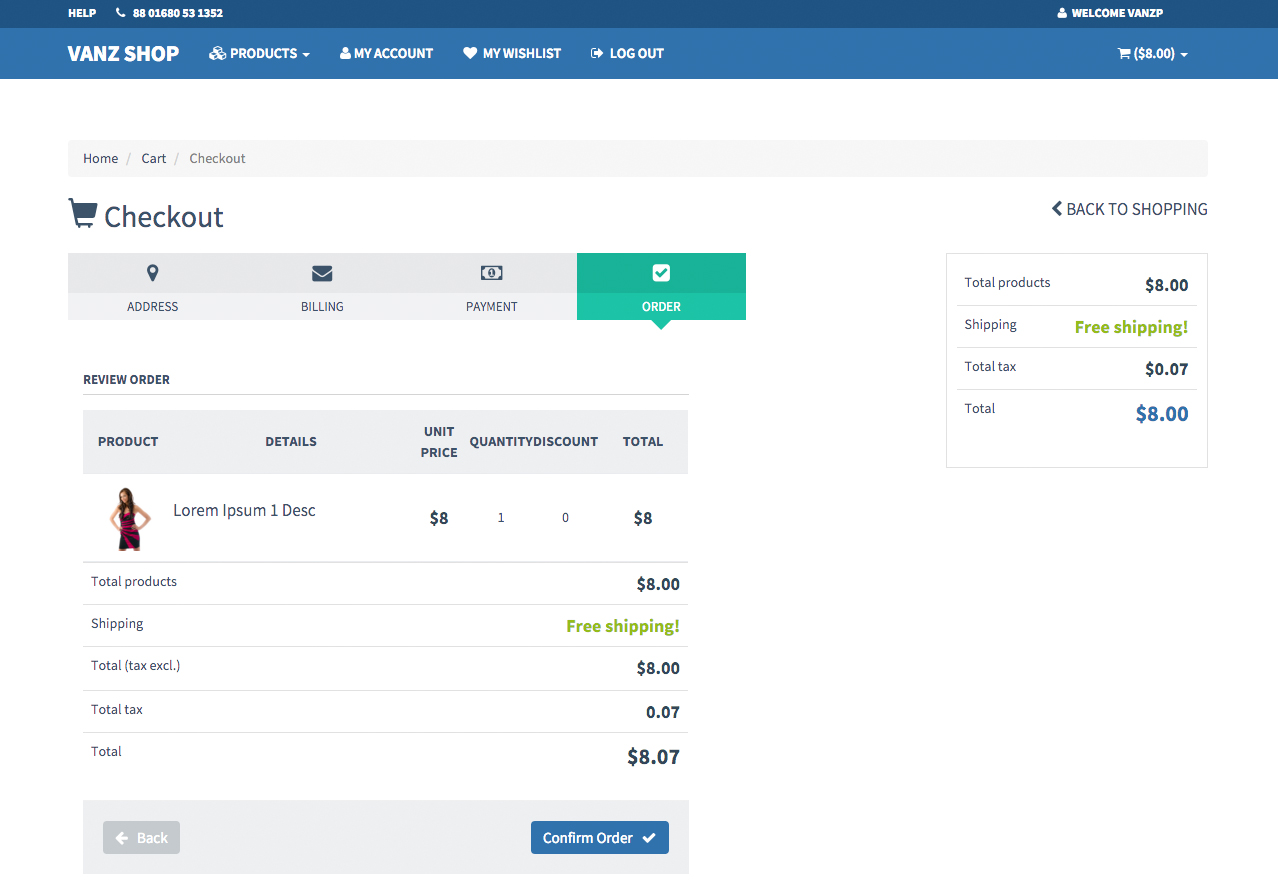 HELP 88 01680 53 1352 WELCOME VANZP
VANZ SHOP PRODUCTS MY ACCOUNT MY WISHLIST LOG OUT ($8.00)
Home / Cart / Checkout
Checkout
BACK TO SHOPPING
ADDRESS BILLING PAYMENT ORDER
Total products $8.00
Shipping Free shipping!
Total tax $0.07
Total $8.00
REVIEW ORDER
PRODUCT DETAILS UNIT PRICE QUANTITY DISCOUNT TOTAL
Lorem Ipsum 1 Desc $8 1 0 $8
Total products $8.00
Shipping Free shipping!
Total (tax excl.) $8.00
Total tax 0.07
Total $8.07
Back Confirm Order